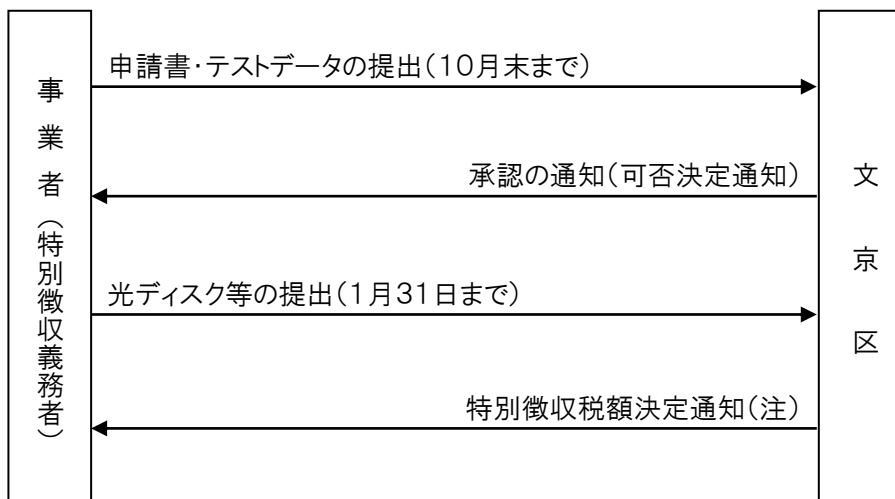 事業者（特別徴収義務者）
申請書・テストデータの提出（10月末まで）
承認の通知（可否決定通知）
光ディスク等の提出（1月31日まで）
特別徴収税額決定通知（注）
文京区